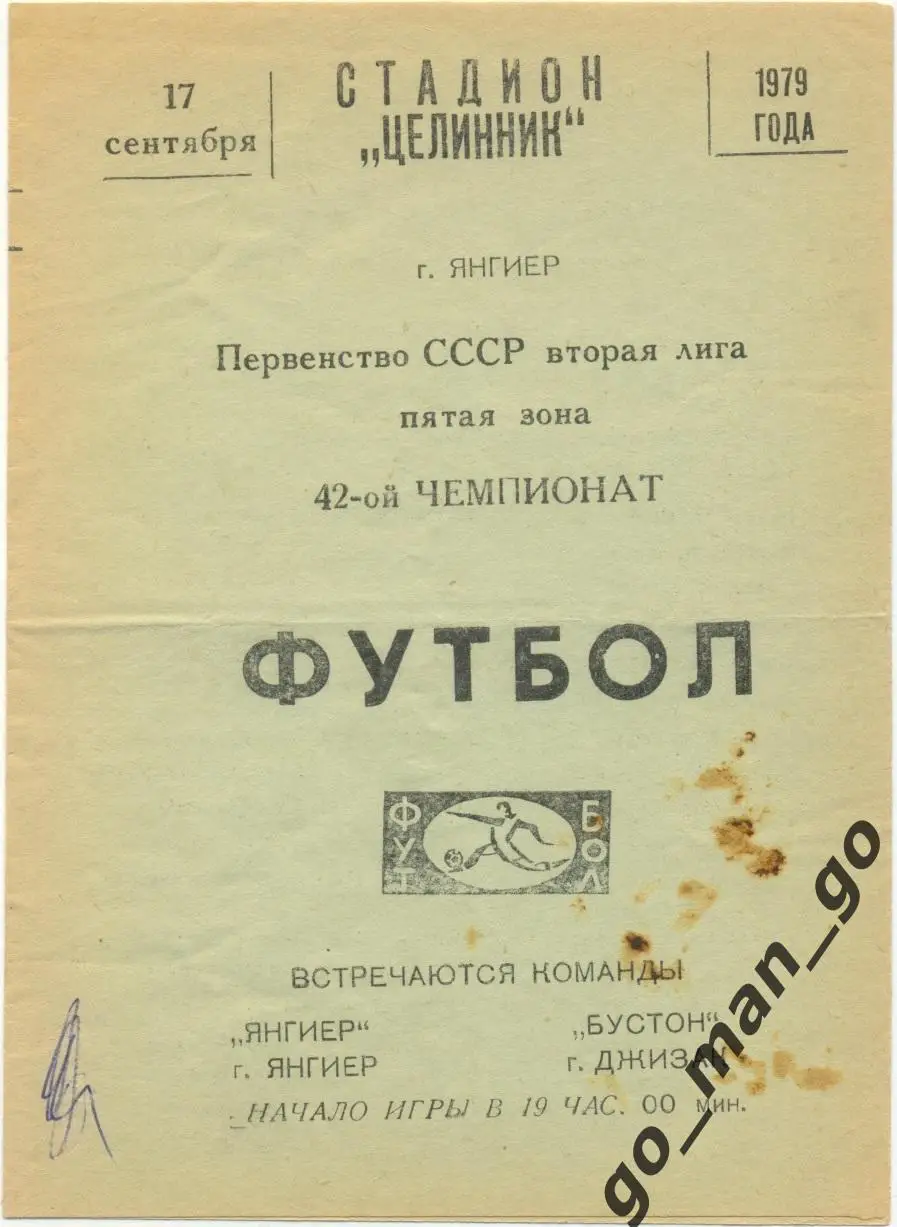 17
сентября
СТАДИОН
„ЦЕЛИННИК“
1979
ГОДА
г. ЯНГИЕР
Первенство СССР вторая лига
пятая зона
42-ой ЧЕМПИОНАТ
ФУТБОЛ
ФУТ БОЛ
ВСТРЕЧАЮТСЯ КОМАНДЫ
„ЯНГИЕР“ „БУСТОН“
г. ЯНГИЕР г. ДЖИЗАК
НАЧАЛО ИГРЫ В 19 ЧАС. 00 мин.
go_man_go